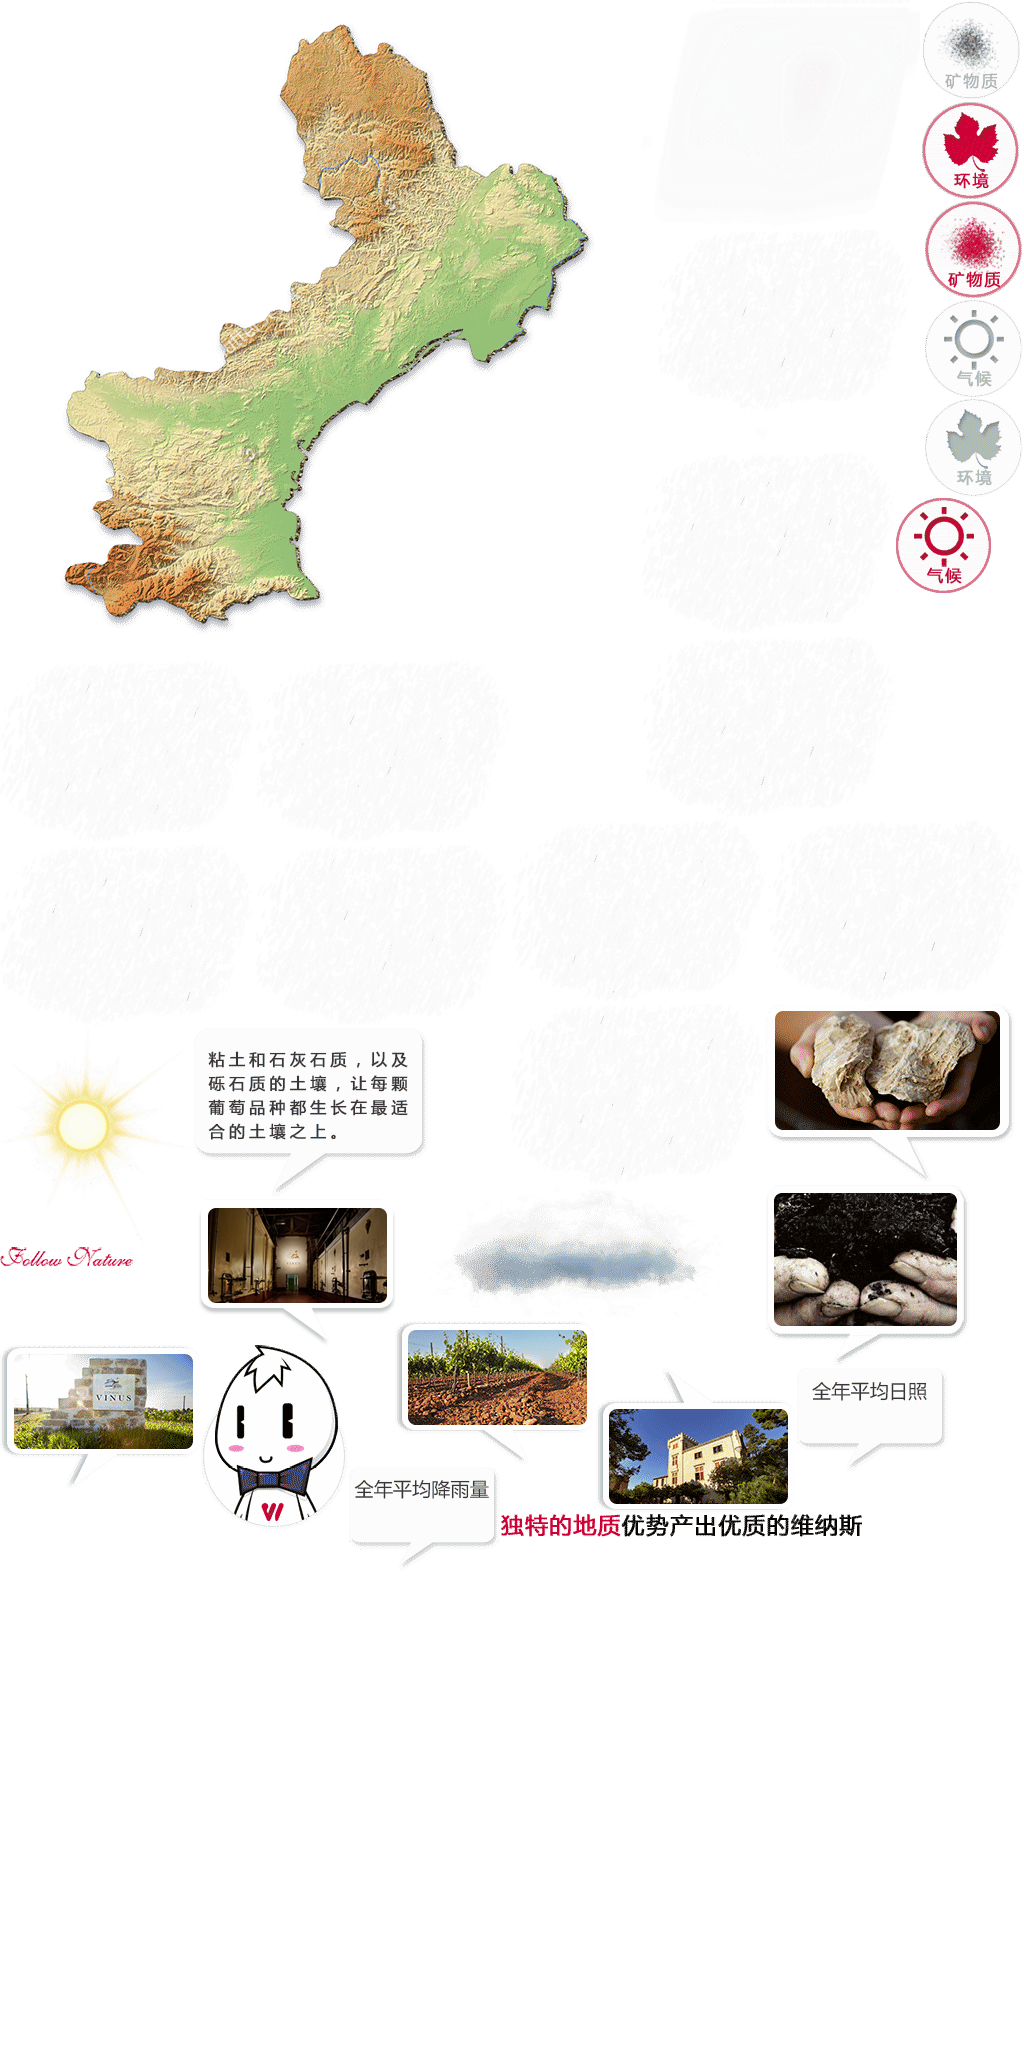 矿物质
环境
矿物质
气候
环境
气候
粘土和石灰石质，以及
砾石质的土壤，让每颗
葡萄品种都生长在最适
合的土壤之上。
Follow Nature
VINUS
全年平均日照
全年平均降雨量
独特的地质优势产出优质的维纳斯